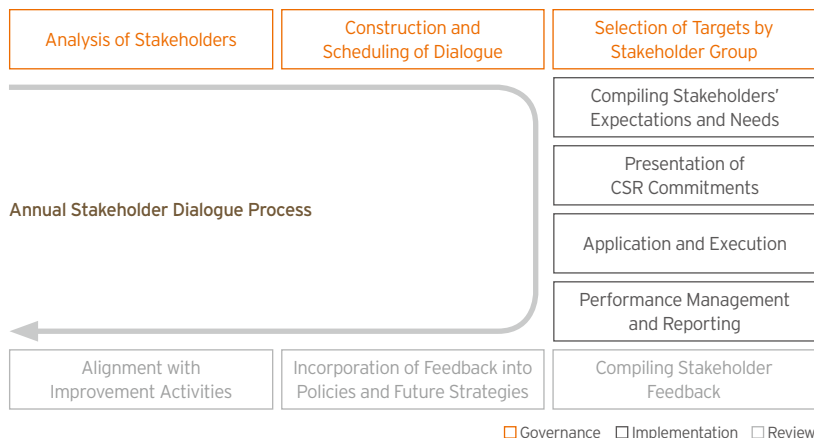 Analysis of Stakeholders
Construction and
Scheduling of Dialogue
Selection of Targets by
Stakeholder Group
Compiling Stakeholders’
Expectations and Needs
Presentation of
CSR Commitments
Annual Stakeholder Dialogue Process
Application and Execution
Performance Management
and Reporting
Alignment with
Improvement Activities
Incorporation of Feedback into
Policies and Future Strategies
Compiling Stakeholder
Feedback
Governance Implementation Review